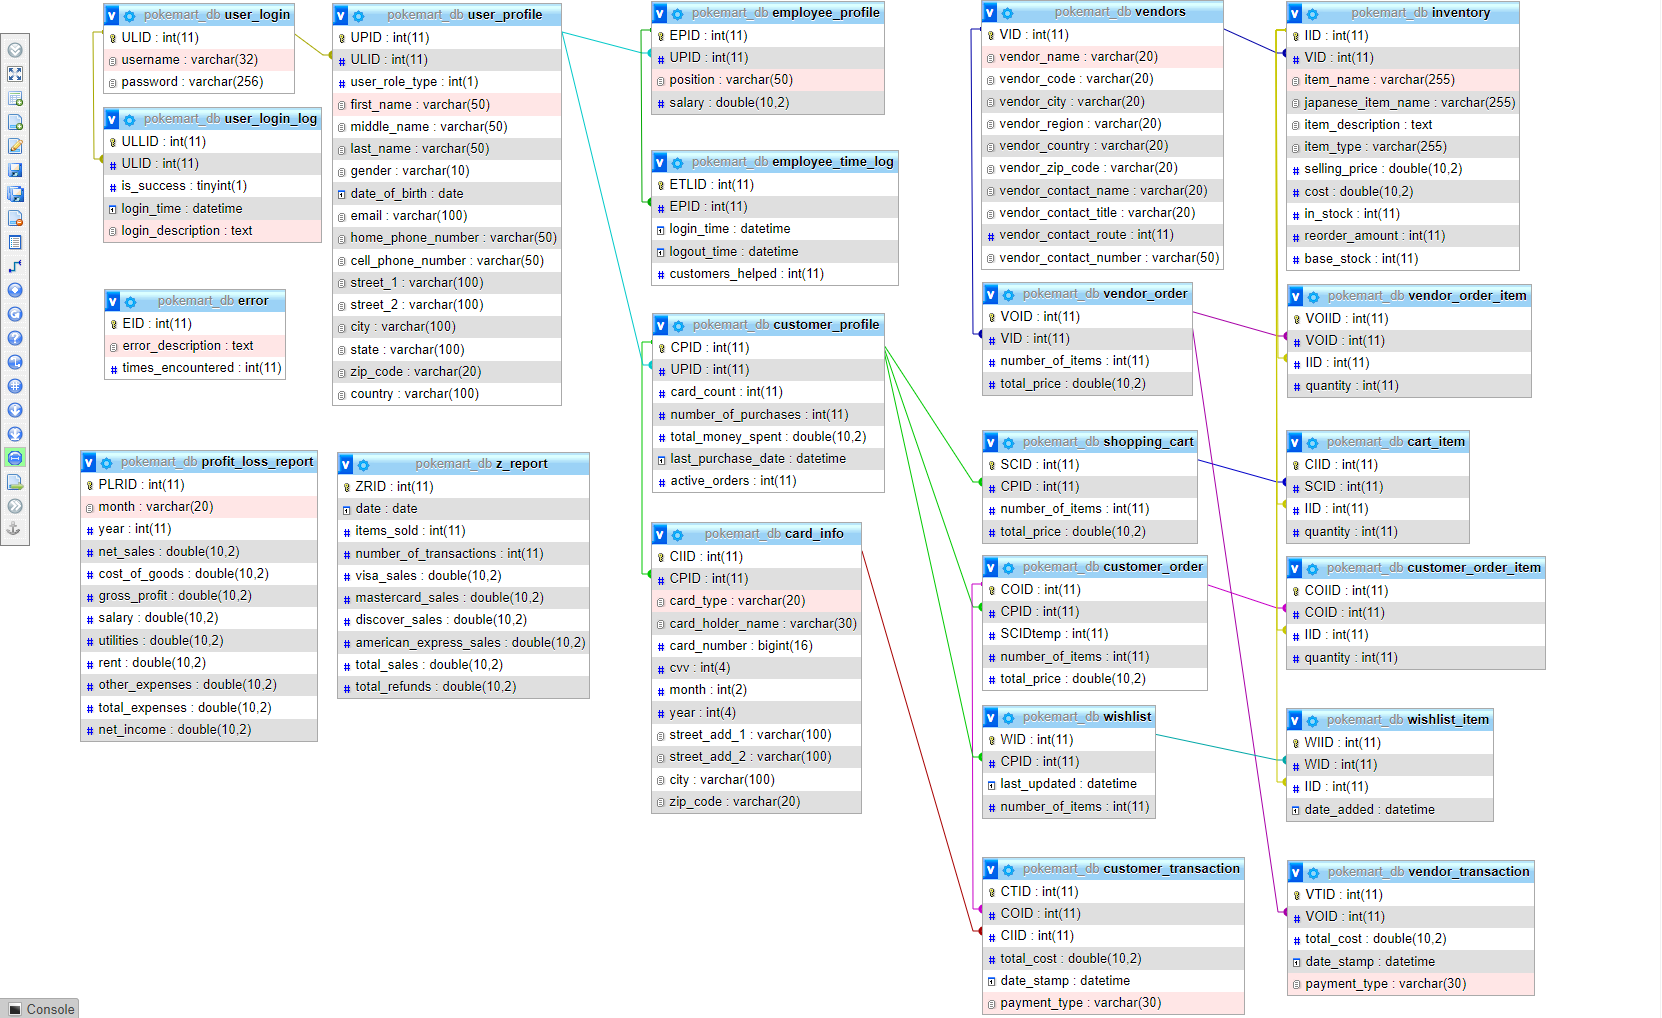 pokemart_db user_login
ULID : int(11)
username : varchar(32)
password : varchar(256)
pokemart_db user_login_log
ULLID : int(11)
ULID : int(11)
is_success : tinyint(1)
login_time : datetime
login_description : text
pokemart_db error
EID : int(11)
error_description : text
times_encountered : int(11)
pokemart_db user_profile
UPID : int(11)
ULID : int(11)
user_role_type : int(1)
first_name : varchar(50)
middle_name : varchar(50)
last_name : varchar(50)
gender : varchar(10)
date_of_birth : date
email : varchar(100)
home_phone_number : varchar(50)
cell_phone_number : varchar(50)
street_1 : varchar(100)
street_2 : varchar(100)
city : varchar(100)
state : varchar(100)
zip_code : varchar(20)
country : varchar(100)
pokemart_db profit_loss_report
PLRID : int(11)
month : varchar(20)
year : int(11)
net_sales : double(10,2)
cost_of_goods : double(10,2)
gross_profit : double(10,2)
salary : double(10,2)
utilities : double(10,2)
rent : double(10,2)
other_expenses : double(10,2)
total_expenses : double(10,2)
net_income : double(10,2)
pokemart_db z_report
ZRID : int(11)
date : date
items_sold : int(11)
number_of_transactions : int(11)
visa_sales : double(10,2)
mastercard_sales : double(10,2)
discover_sales : double(10,2)
american_express_sales : double(10,2)
total_sales : double(10,2)
total_refunds : double(10,2)
pokemart_db employee_profile
EPID : int(11)
UPID : int(11)
position : varchar(50)
salary : double(10,2)
pokemart_db employee_time_log
ETLID : int(11)
EPID : int(11)
login_time : datetime
logout_time : datetime
customers_helped : int(11)
pokemart_db customer_profile
CPID : int(11)
UPID : int(11)
card_count : int(11)
number_of_purchases : int(11)
total_money_spent : double(10,2)
last_purchase_date : datetime
active_orders : int(11)
pokemart_db card_info
CIID : int(11)
CPID : int(11)
card_type : varchar(20)
card_holder_name : varchar(30)
card_number : bigint(16)
cvv : int(4)
month : int(2)
year : int(4)
street_add_1 : varchar(100)
street_add_2 : varchar(100)
city : varchar(100)
zip_code : varchar(20)
pokemart_db vendors
VID : int(11)
vendor_name : varchar(20)
vendor_code : varchar(20)
vendor_city : varchar(20)
vendor_region : varchar(20)
vendor_country : varchar(20)
vendor_zip_code : varchar(20)
vendor_contact_name : varchar(20)
vendor_contact_title : varchar(20)
vendor_contact_route : int(11)
vendor_contact_number : varchar(50)
pokemart_db vendor_order
VOID : int(11)
VID : int(11)
number_of_items : int(11)
total_price : double(10,2)
pokemart_db shopping_cart
SCID : int(11)
CPID : int(11)
number_of_items : int(11)
total_price : double(10,2)
pokemart_db customer_order
COID : int(11)
CPID : int(11)
SCIDtemp : int(11)
number_of_items : int(11)
total_price : double(10,2)
pokemart_db wishlist
WID : int(11)
CPID : int(11)
last_updated : datetime
number_of_items : int(11)
pokemart_db customer_transaction
CTID : int(11)
COID : int(11)
CIID : int(11)
total_cost : double(10,2)
date_stamp : datetime
payment_type : varchar(30)
pokemart_db inventory
IID : int(11)
VID : int(11)
item_name : varchar(255)
japanese_item_name : varchar(255)
item_description : text
item_type : varchar(255)
selling_price : double(10,2)
cost : double(10,2)
in_stock : int(11)
reorder_amount : int(11)
base_stock : int(11)
pokemart_db vendor_order_item
VOIID : int(11)
VOID : int(11)
IID : int(11)
quantity : int(11)
pokemart_db cart_item
CIID : int(11)
SCID : int(11)
IID : int(11)
quantity : int(11)
pokemart_db customer_order_item
COIID : int(11)
COID : int(11)
IID : int(11)
quantity : int(11)
pokemart_db wishlist_item
WIID : int(11)
WID : int(11)
IID : int(11)
date_added : datetime
pokemart_db vendor_transaction
VTID : int(11)
VOID : int(11)
total_cost : double(10,2)
date_stamp : datetime
payment_type : varchar(30)
Console